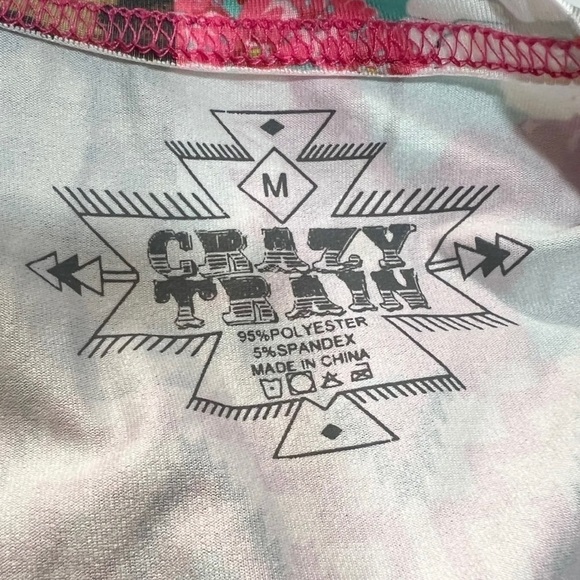 M
CRAZY
TRAIN
95%POLYESTER
5%SPANDEX
MADE IN CHINA